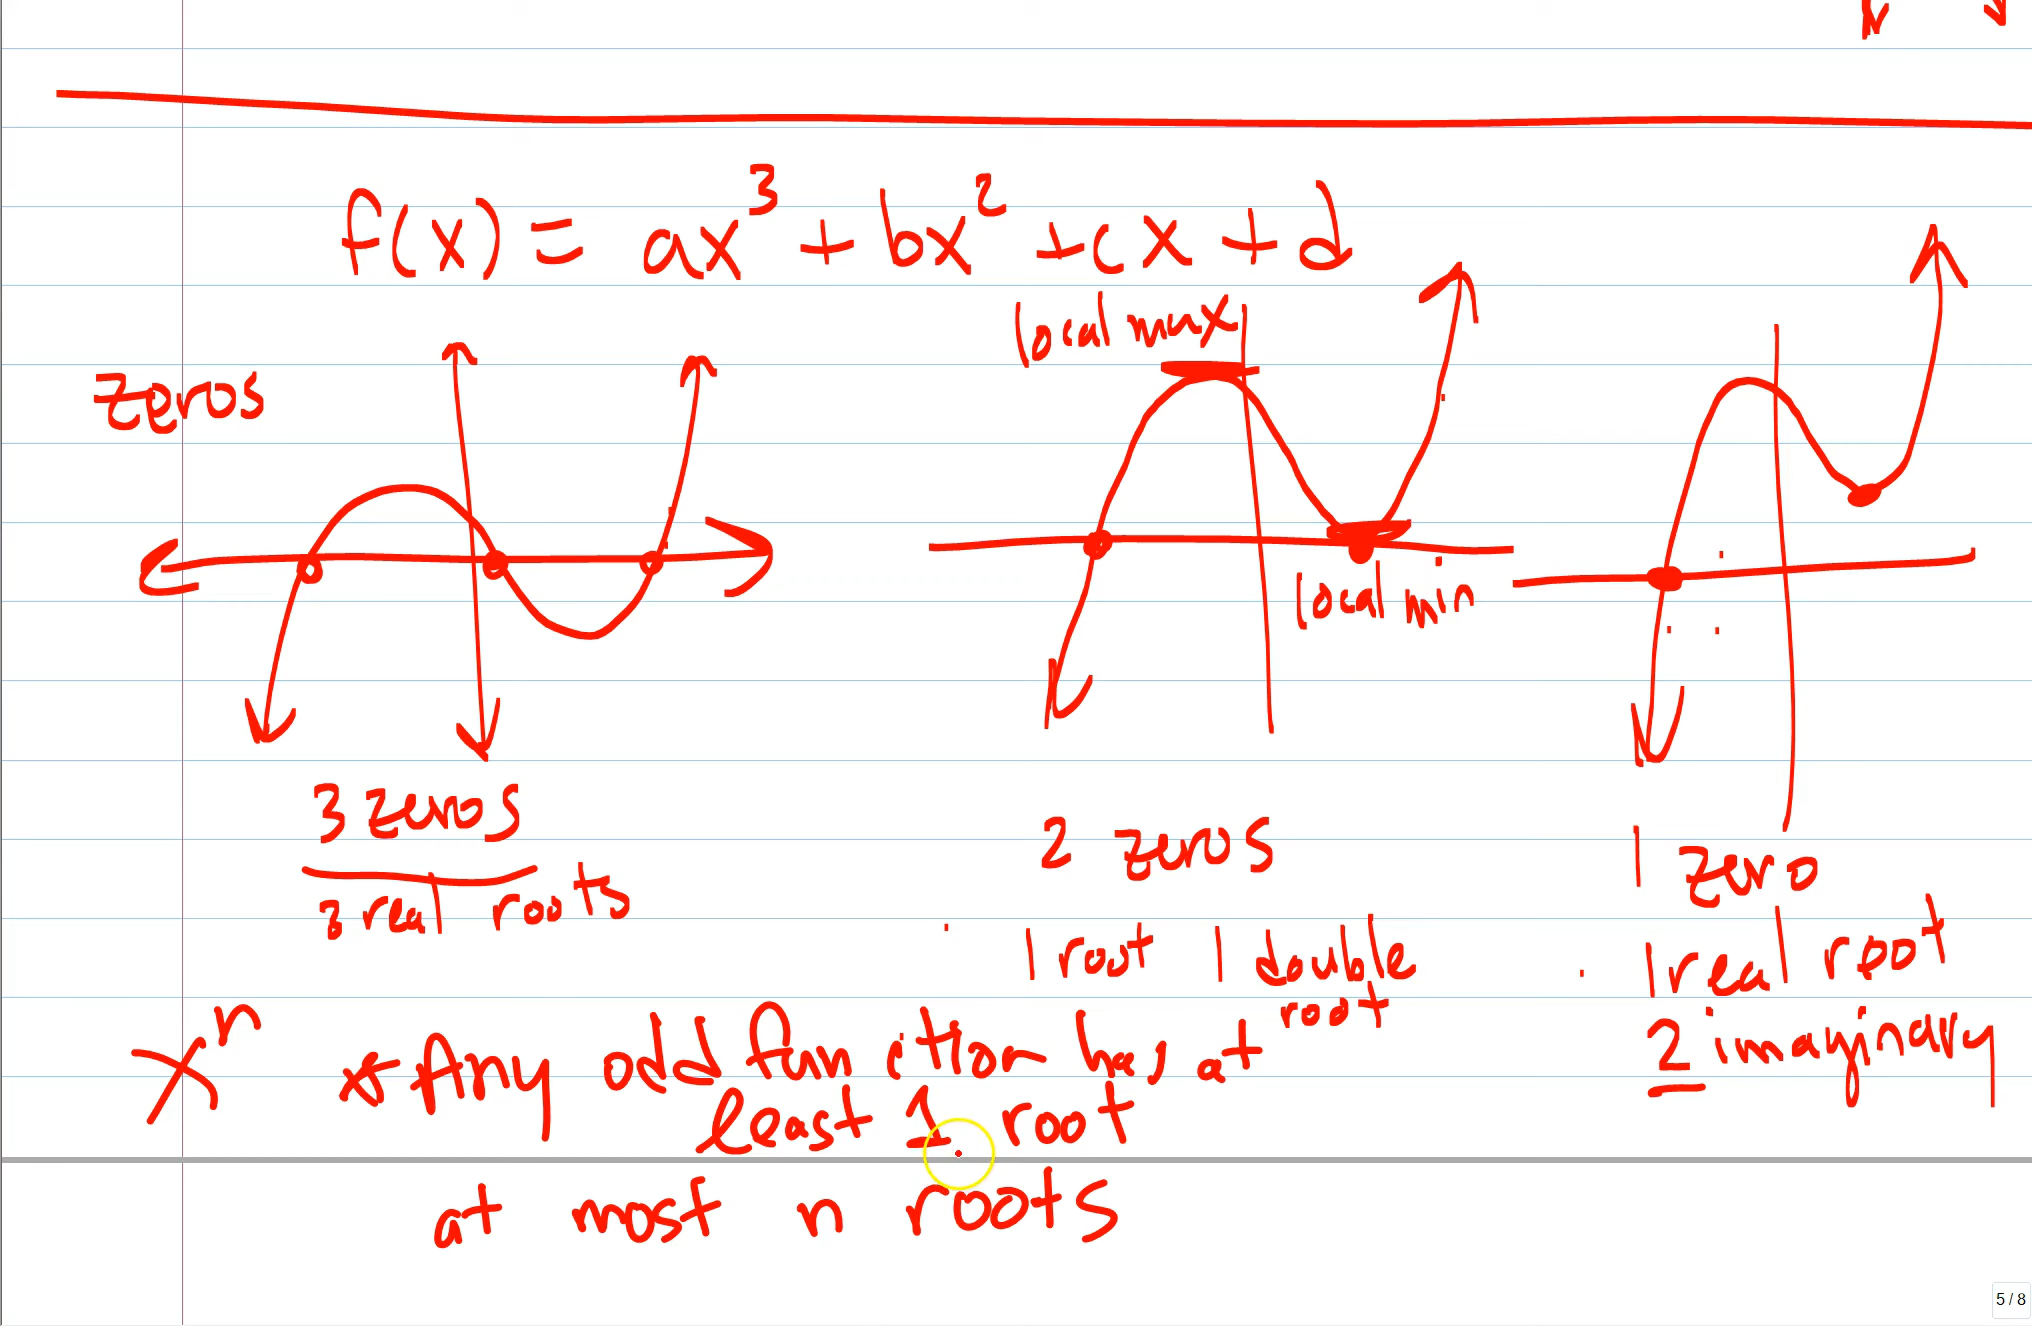 f(x) = ax³ + bx² + cx + d
zeros
local max
local min
3 zeros
3 real roots
2 zeros
1 root 1 double
root
1 zero
1 real root
2 imaginary
xⁿ
* Any odd function has at
least 1 root
at most n roots
5 / 8